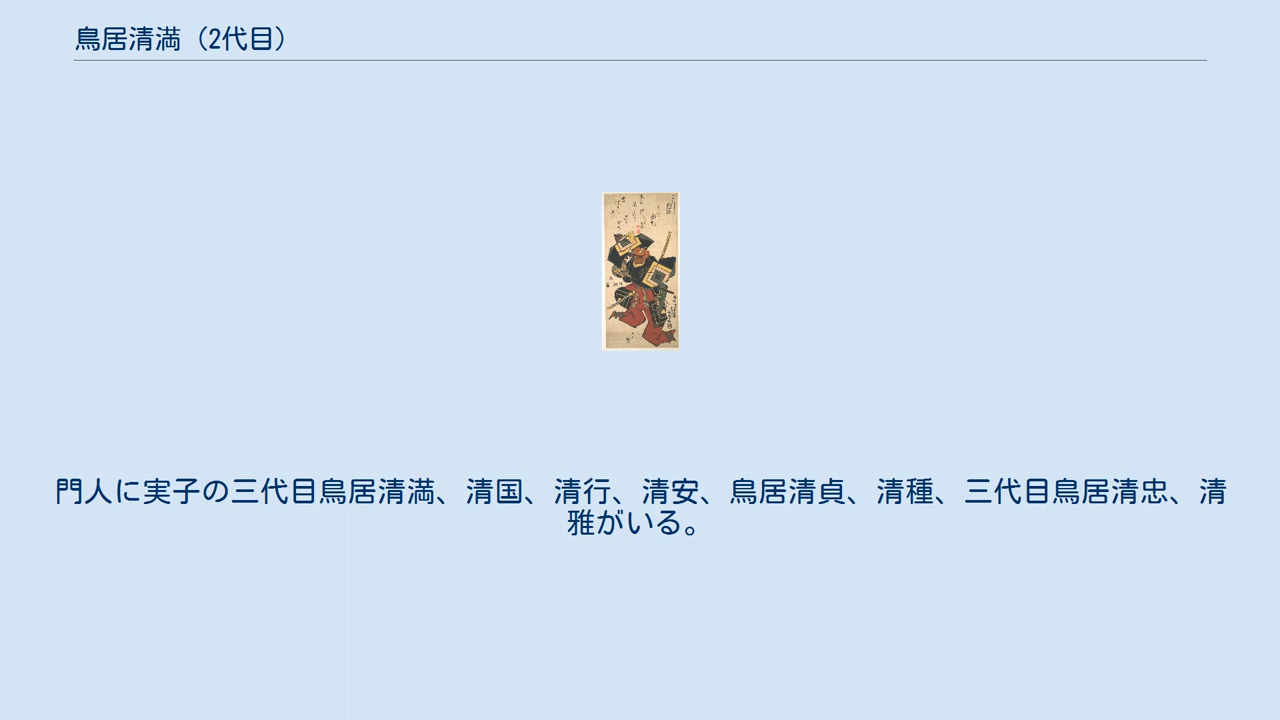 鳥居清満（2代目）
門人に実子の三代目鳥居清満、清国、清行、清安、鳥居清貞、清種、三代目鳥居清忠、清
雅がいる。